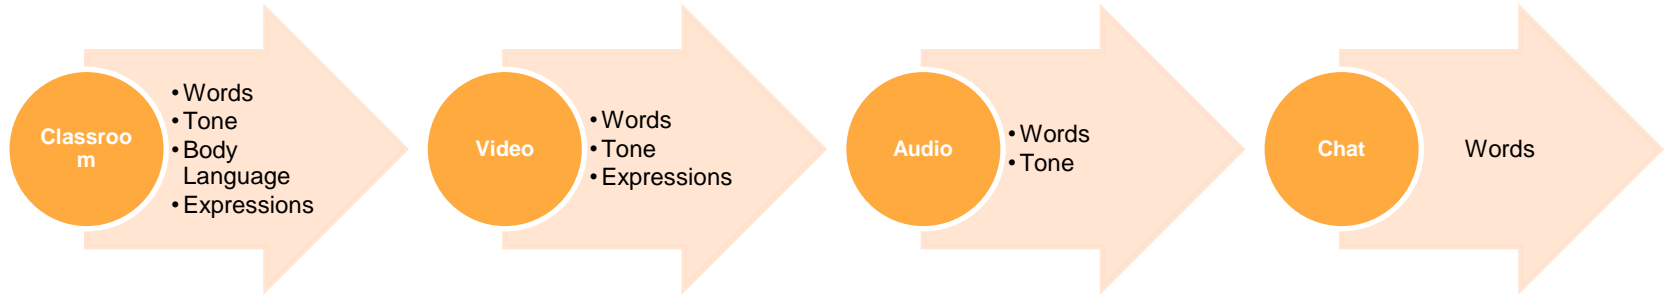 Classroo
m
• Words
• Tone
• Body
Language
• Expressions
Video
• Words
• Tone
• Expressions
Audio
• Words
• Tone
Chat
Words